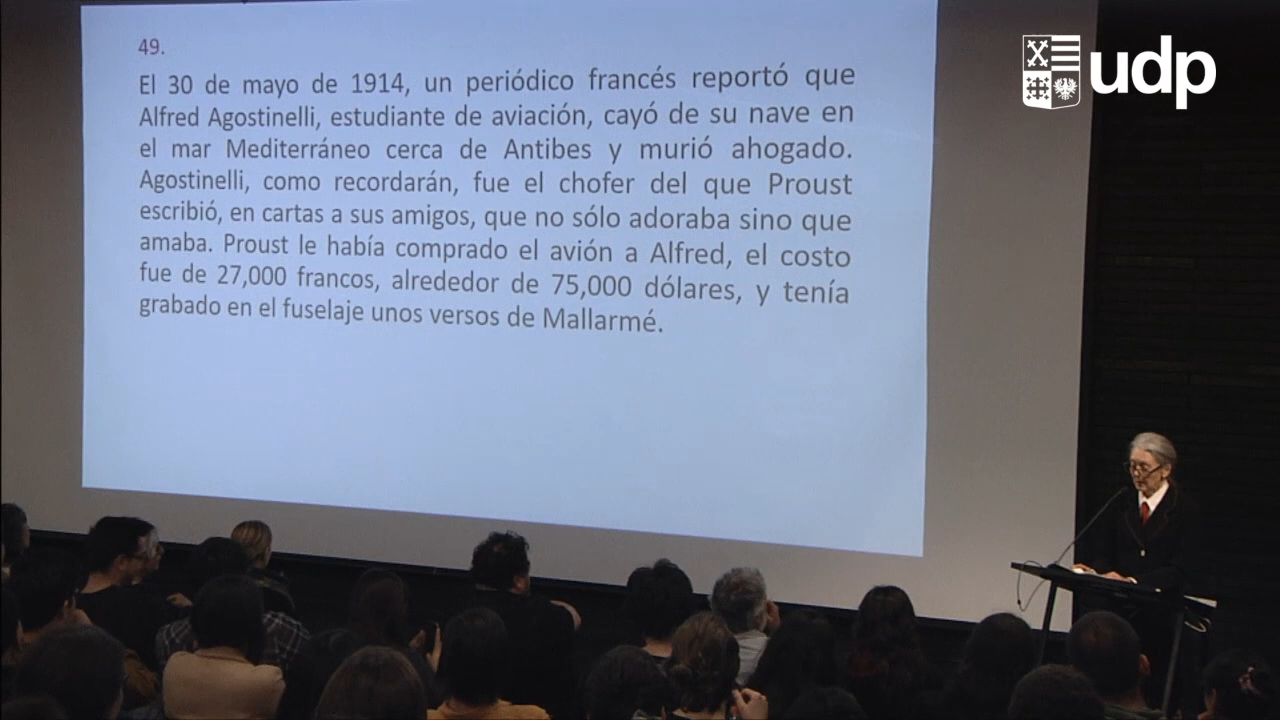 49.
El 30 de mayo de 1914, un periódico francés reportó que
Alfred Agostinelli, estudiante de aviación, cayó de su nave en
el mar Mediterráneo cerca de Antibes y murió ahogado.
Agostinelli, como recordarán, fue el chofer del que Proust
escribió, en cartas a sus amigos, que no sólo adoraba sino que
amaba. Proust le había comprado el avión a Alfred, el costo
fue de 27,000 francos, alrededor de 75,000 dólares, y tenía
grabado en el fuselaje unos versos de Mallarmé.
udp